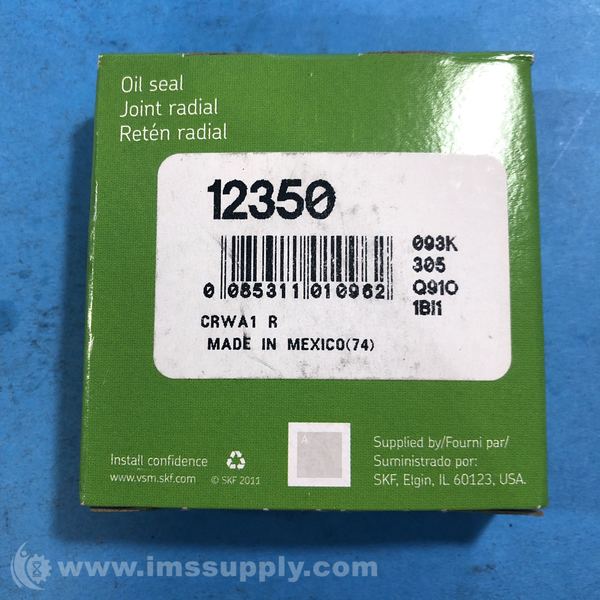 Oil seal
Joint radial
Retén radial
12350
093K
305
Q910
1BI1
0 085311 010962
CRWA1 R
MADE IN MEXICO(74)
A
Install confidence
www.vsm.skf.com © SKF 2011
Supplied by/Fourni par/
Suministrado por:
SKF, Elgin, IL 60123, USA.
www.imssupply.com